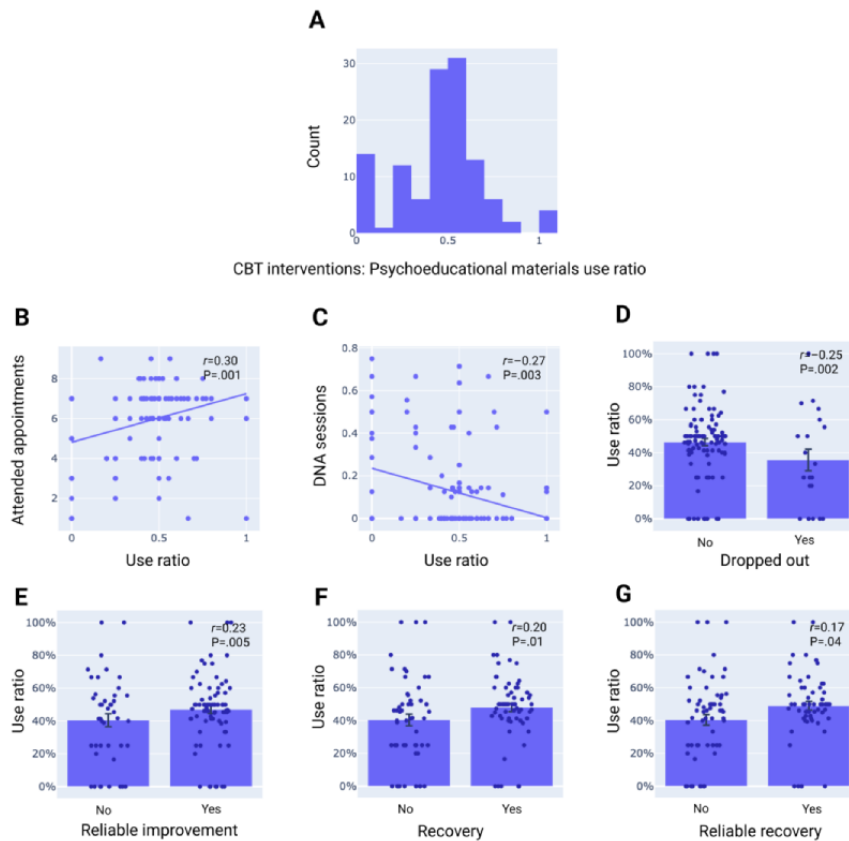 A
30
20
10
0
Count
0
0.5
1
CBT interventions: Psychoeducational materials use ratio
B
r=0.30
P=.001
8
6
4
2
Attended appointments
0
0.5
1
Use ratio
C
r=−0.27
P=.003
0.8
0.6
0.4
0.2
0
DNA sessions
0
0.5
1
Use ratio
D
r=−0.25
P=.002
100%
80%
60%
40%
20%
0%
Use ratio
No
Yes
Dropped out
E
r=0.23
P=.005
100%
80%
60%
40%
20%
0%
Use ratio
No
Yes
Reliable improvement
F
r=0.20
P=.01
100%
80%
60%
40%
20%
0%
Use ratio
No
Yes
Recovery
G
r=0.17
P=.04
100%
80%
60%
40%
20%
0%
Use ratio
No
Yes
Reliable recovery